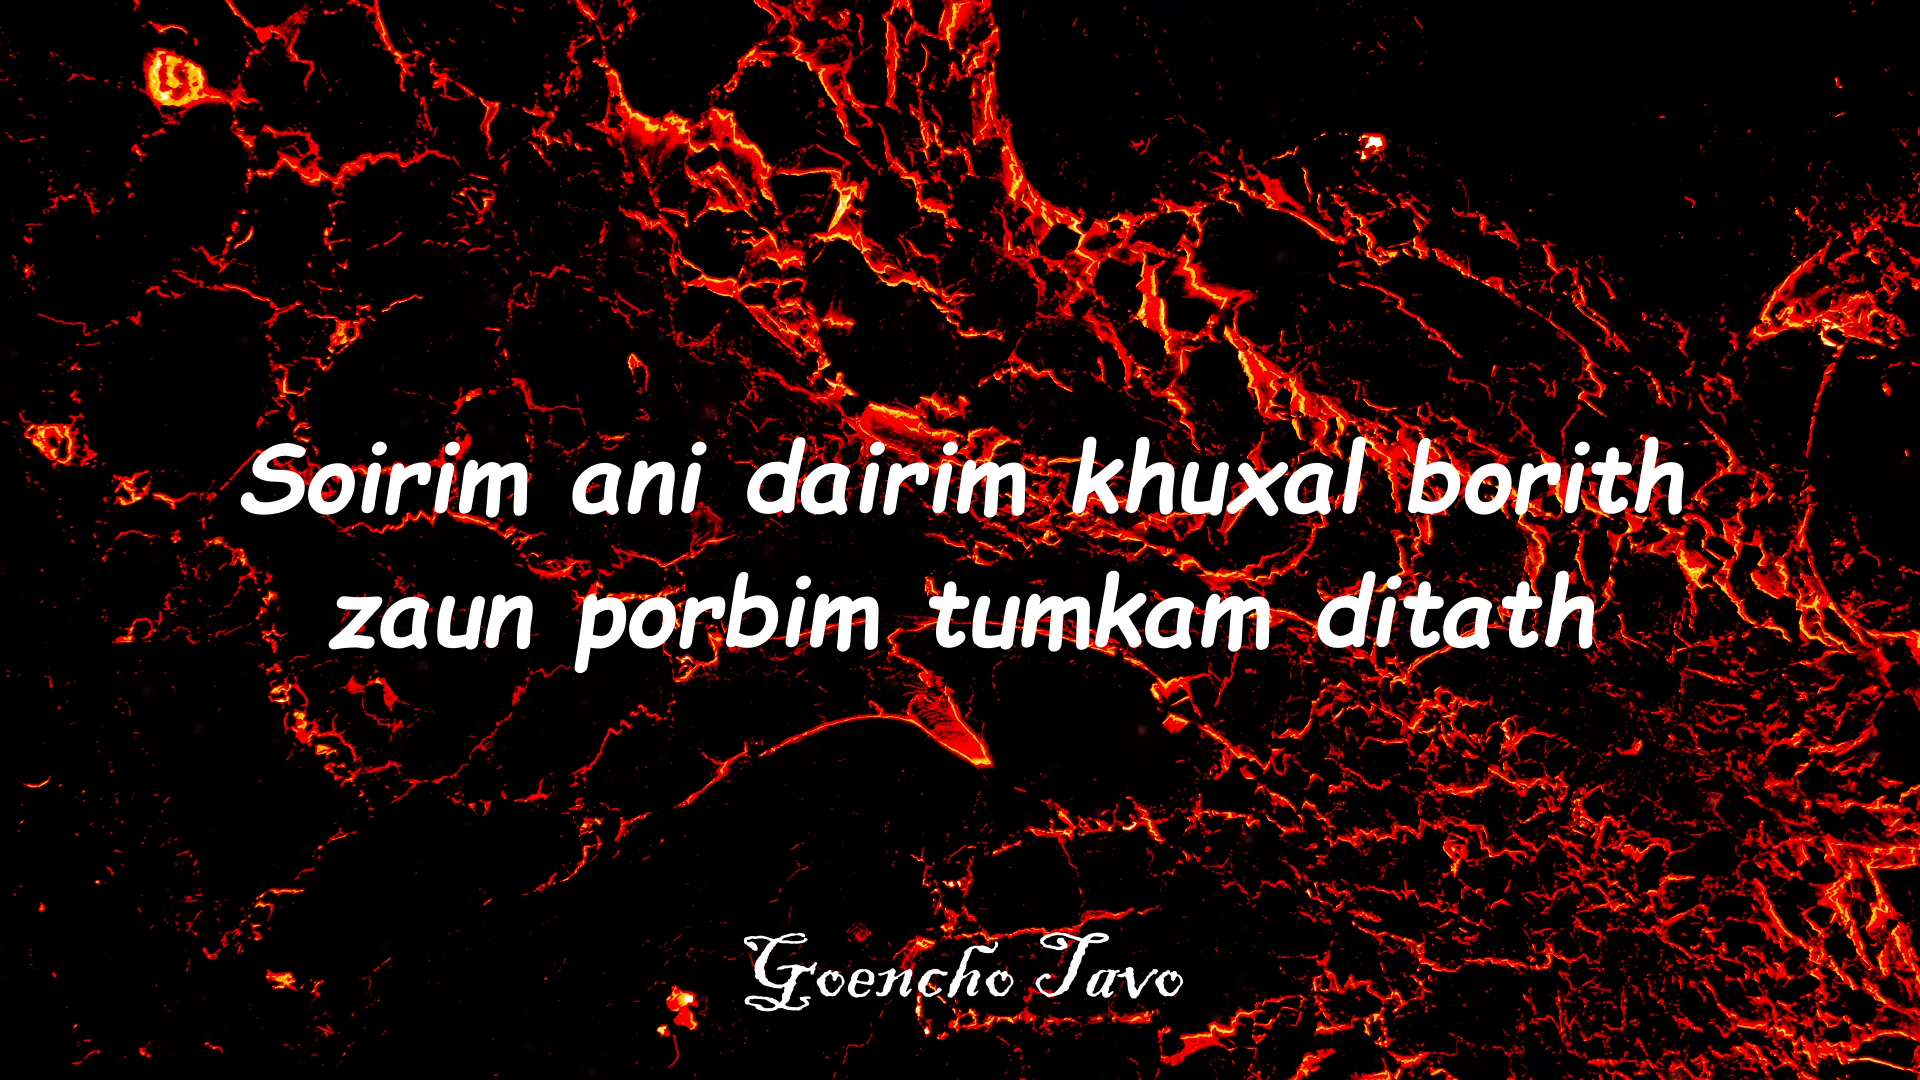 Soirim ani dairim khuxal borith
zaun porbim tumkam ditath
Goencho Tavo